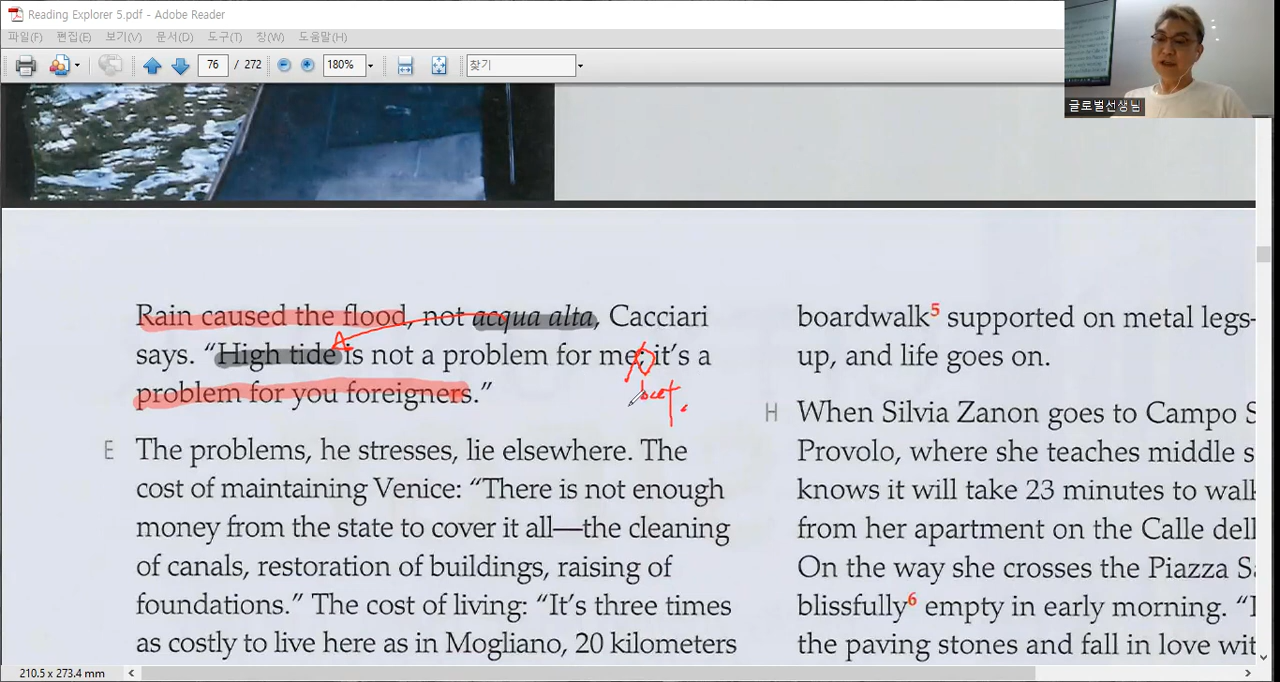 Reading Explorer 5.pdf - Adobe Reader
파일(F) 편집(E) 보기(V) 문서(D) 도구(T) 창(W) 도움말(H)
76 / 272 180% 찾기
글로벌선생님
Rain caused the flood, not acqua alta, Cacciari
says. “High tide is not a problem for me; it’s a
problem for you foreigners.”
but
E The problems, he stresses, lie elsewhere. The
cost of maintaining Venice: “There is not enough
money from the state to cover it all—the cleaning
of canals, restoration of buildings, raising of
foundations.” The cost of living: “It’s three times
as costly to live here as in Mogliano, 20 kilometers
boardwalk5 supported on metal legs-
up, and life goes on.
H When Silvia Zanon goes to Campo S
Provolo, where she teaches middle s
knows it will take 23 minutes to walk
from her apartment on the Calle dell
On the way she crosses the Piazza Sa
blissfully6 empty in early morning. “I
the paving stones and fall in love wit
210.5 x 273.4 mm